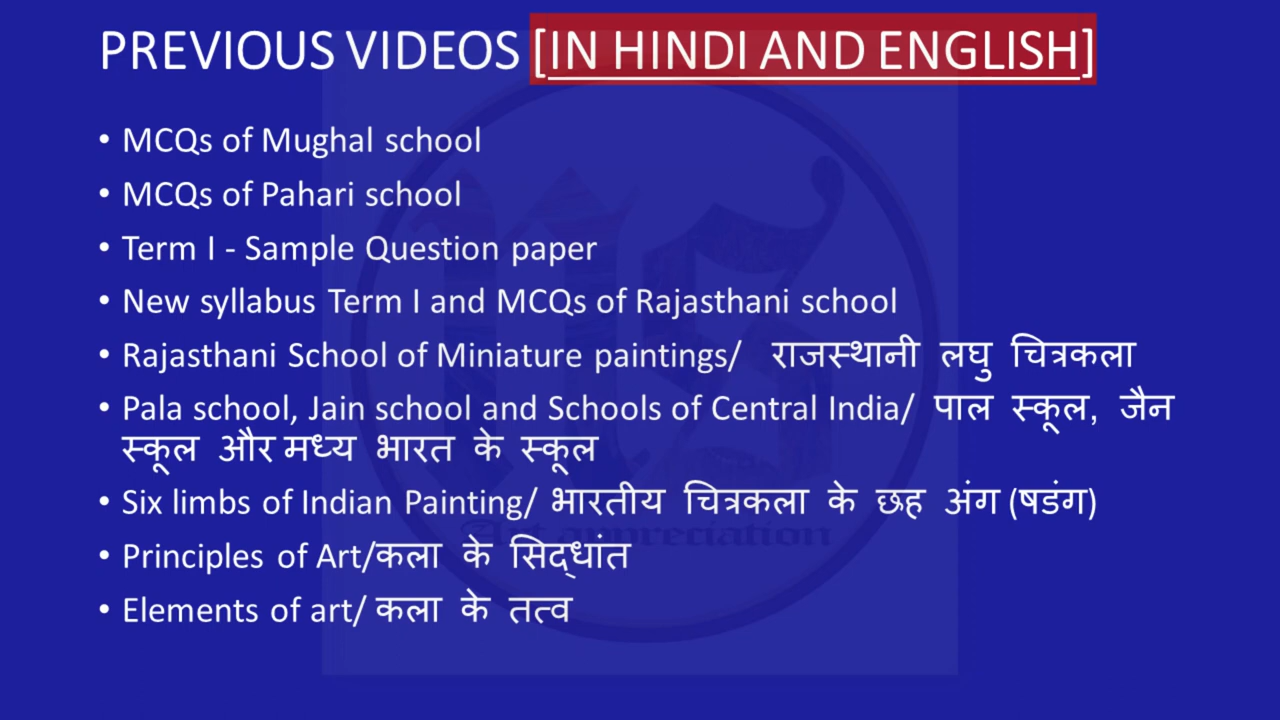 PREVIOUS VIDEOS [IN HINDI AND ENGLISH]
• MCQs of Mughal school
• MCQs of Pahari school
• Term I - Sample Question paper
• New syllabus Term I and MCQs of Rajasthani school
• Rajasthani School of Miniature paintings/ राजस्थानी लघु चित्रकला
• Pala school, Jain school and Schools of Central India/ पाल स्कूल, जैन
स्कूल और मध्य भारत के स्कूल
• Six limbs of Indian Painting/ भारतीय चित्रकला के छह अंग (षडंग)
Art appreciation
• Principles of Art/कला के सिद्धांत
• Elements of art/ कला के तत्व